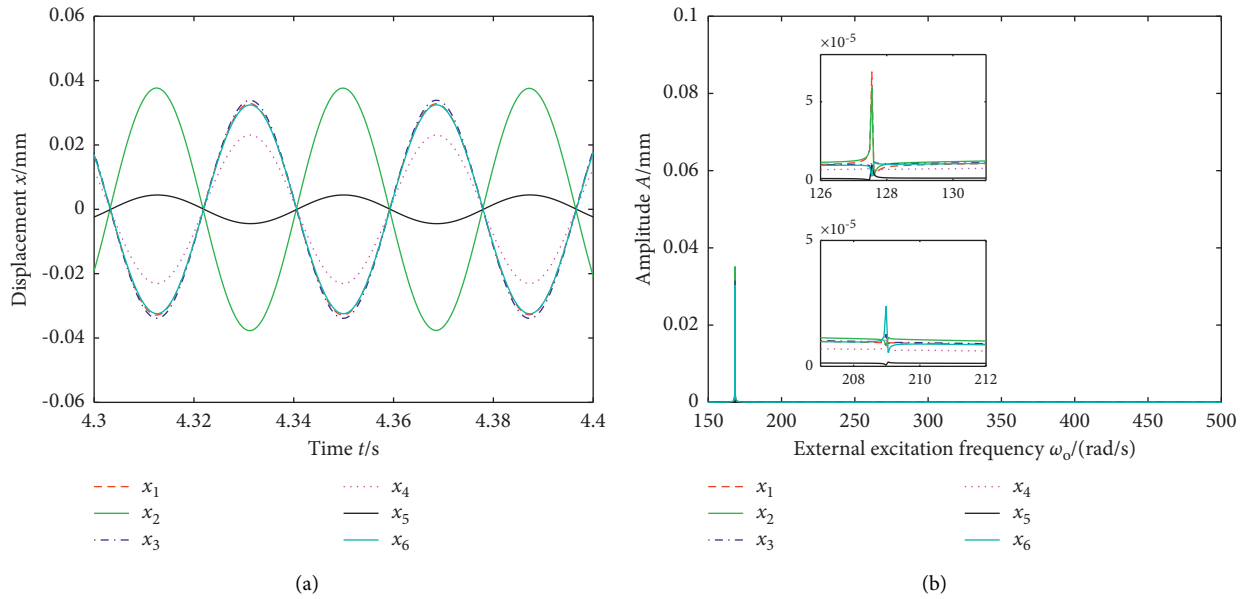 0.06
0.04
0.02
0
-0.02
-0.04
-0.06
Displacement x/mm
4.3 4.32 4.34 4.36 4.38 4.4
Time t/s
x1 x4
x2 x5
x3 x6
(a)
0.1
0.08
0.06
0.04
0.02
0
Amplitude A/mm
×10-5
5
0
126 128 130
×10-5
5
0
208 210 212
150 200 250 300 350 400 450 500
External excitation frequency ωo/(rad/s)
x1 x4
x2 x5
x3 x6
(b)